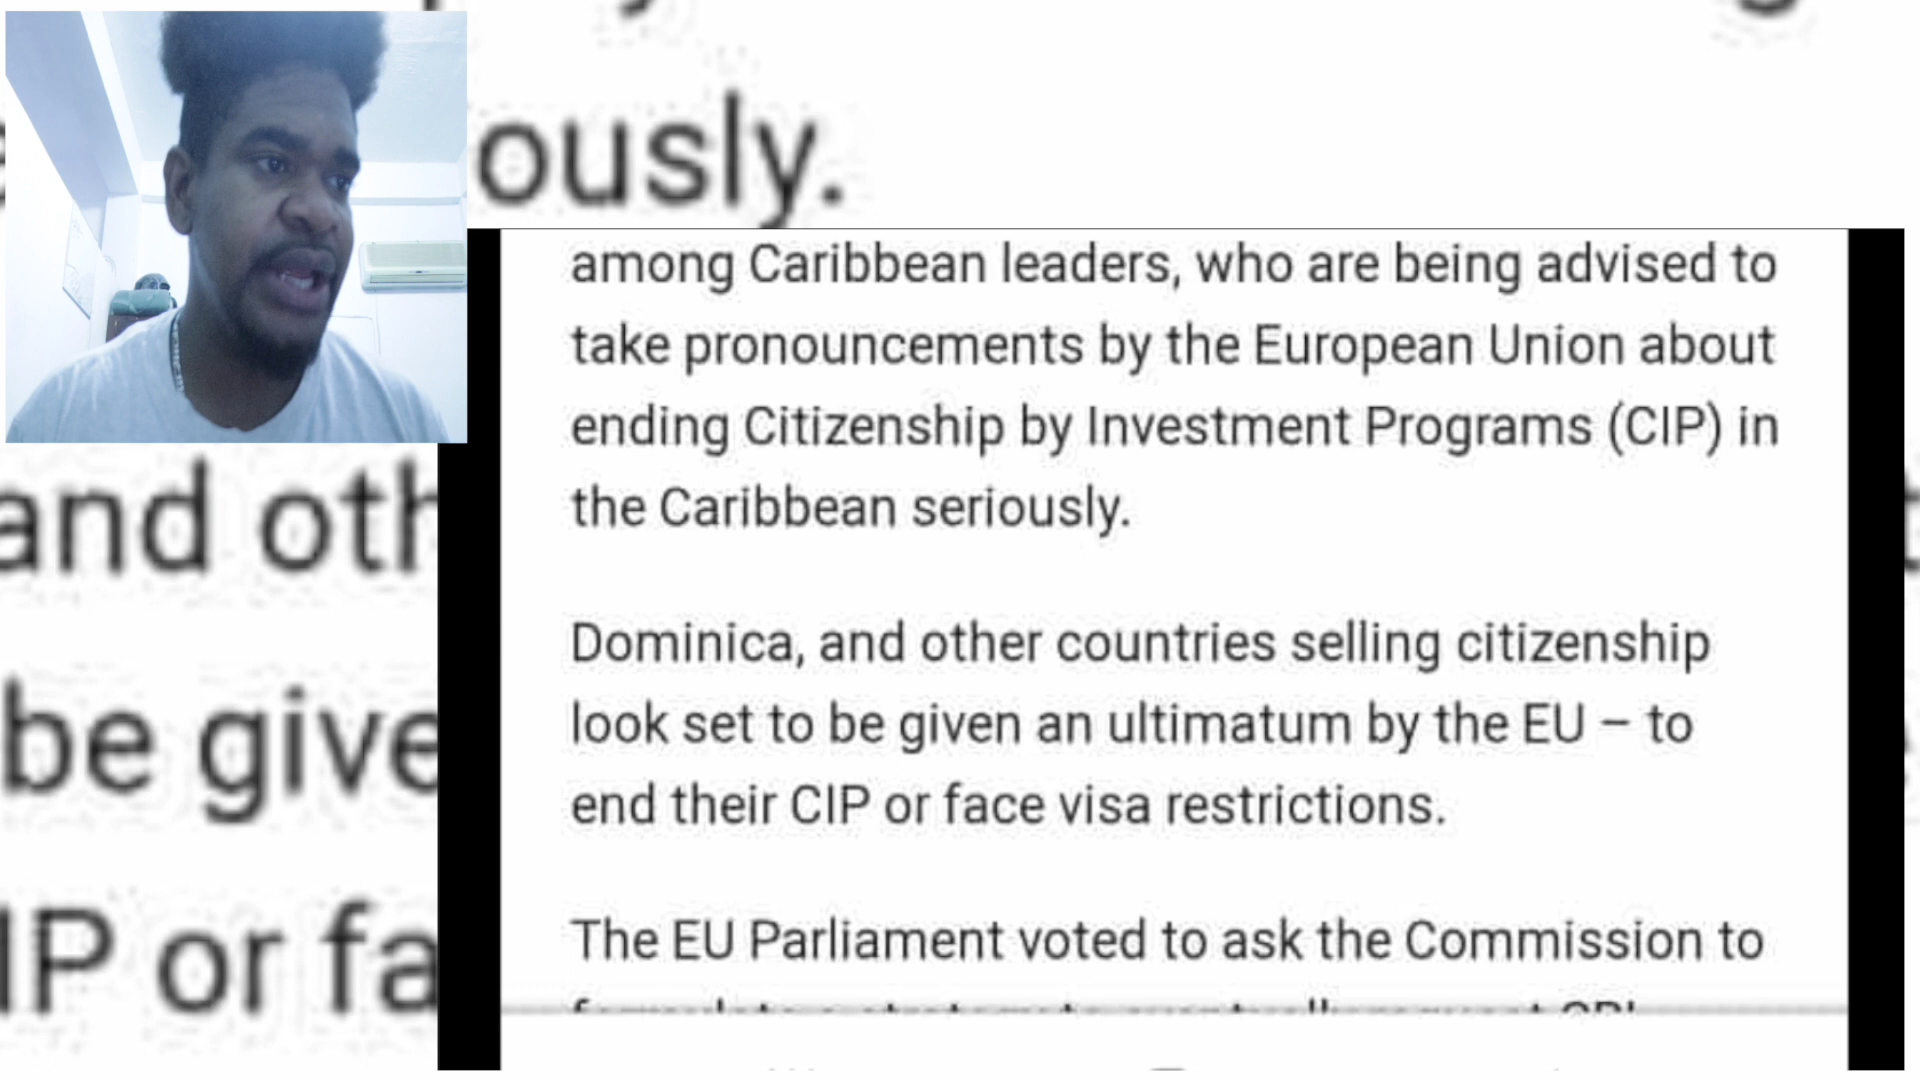 ously.
among Caribbean leaders, who are being advised to
take pronouncements by the European Union about
ending Citizenship by Investment Programs (CIP) in
the Caribbean seriously.
and oth
Dominica, and other countries selling citizenship
look set to be given an ultimatum by the EU – to
end their CIP or face visa restrictions.
be give
IP or fa
The EU Parliament voted to ask the Commission to